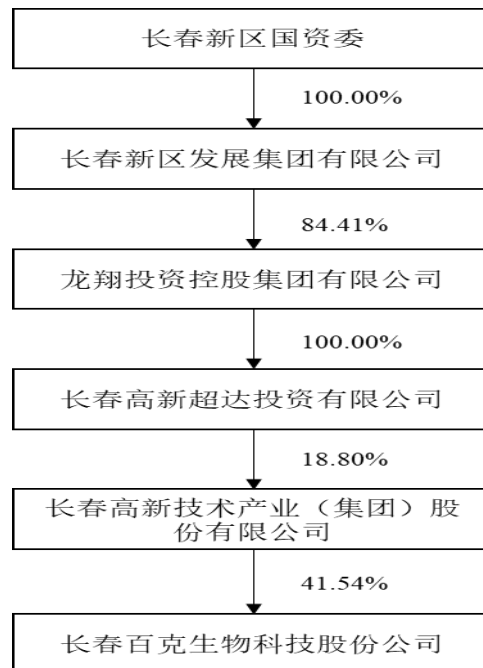 长春新区国资委
100.00%
长春新区发展集团有限公司
84.41%
龙翔投资控股集团有限公司
100.00%
长春高新超达投资有限公司
18.80%
长春高新技术产业（集团）股
份有限公司
41.54%
长春百克生物科技股份公司